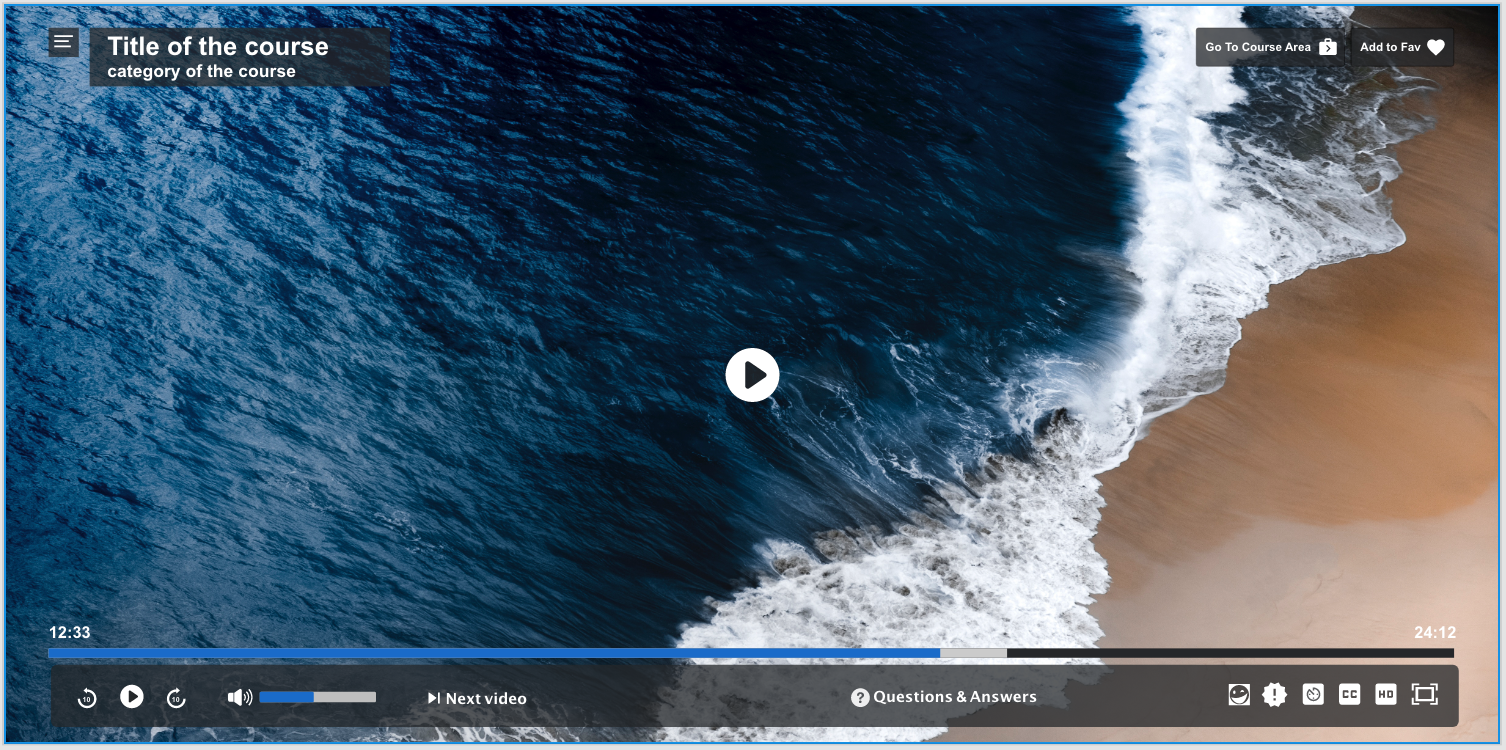 Title of the course
category of the course
Go To Course Area
Add to Fav
12:33
24:12
10
10
Next video
? Questions & Answers
!
CC
HD